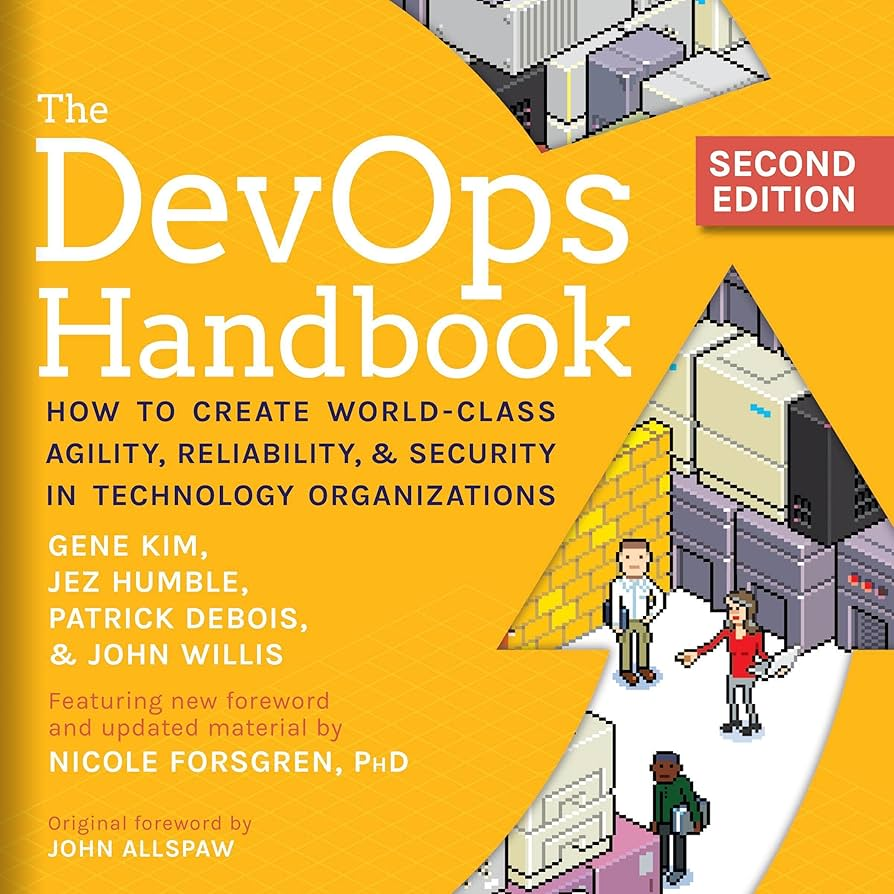 The
DevOps
Handbook
SECOND
EDITION
HOW TO CREATE WORLD-CLASS
AGILITY, RELIABILITY, & SECURITY
IN TECHNOLOGY ORGANIZATIONS
GENE KIM,
JEZ HUMBLE,
PATRICK DEBOIS,
& JOHN WILLIS
Featuring new foreword
and updated material by
NICOLE FORSGREN, PHD
Original foreword by
JOHN ALLSPAW